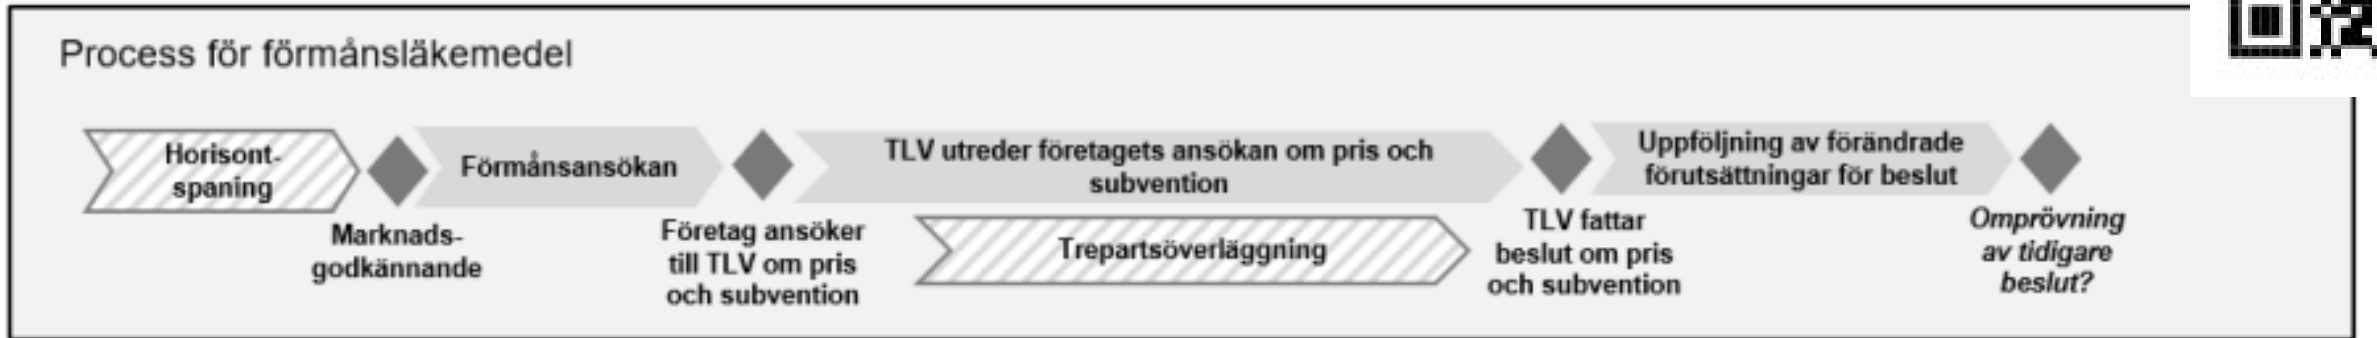 Process för förmånsläkemedel
Horisont-
spaning
Marknads-
godkännande
Förmånsansökan
Företag ansöker
till TLV om pris
och subvention
TLV utreder företagets ansökan om pris och
subvention
Trepartsöverläggning
TLV fattar
beslut om pris
och subvention
Uppföljning av förändrade
förutsättningar för beslut
Omprövning
av tidigare
beslut?